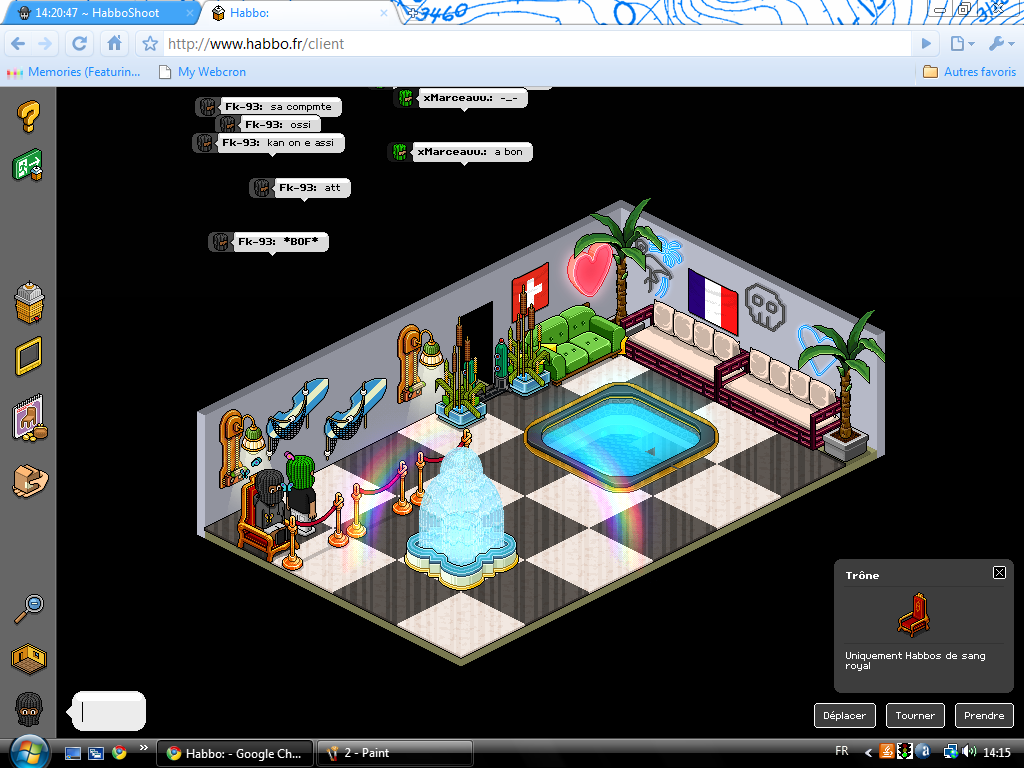 14:20:47 ~ HabboShoot
Habbo:
3460
http://www.habbo.fr/client
Memories (Featurin...
My Webcron
Autres favoris
xMarceauu.: -_-
Fk-93: sa compmte
Fk-93: ossi
Fk-93: kan on e assi
xMarceauu.: a bon
Fk-93: att
Fk-93: *BOF*
Trône
Uniquement Habbos de sang
royal
Déplacer
Tourner
Prendre
Habbo: - Google Ch...
2 - Paint
FR
14:15